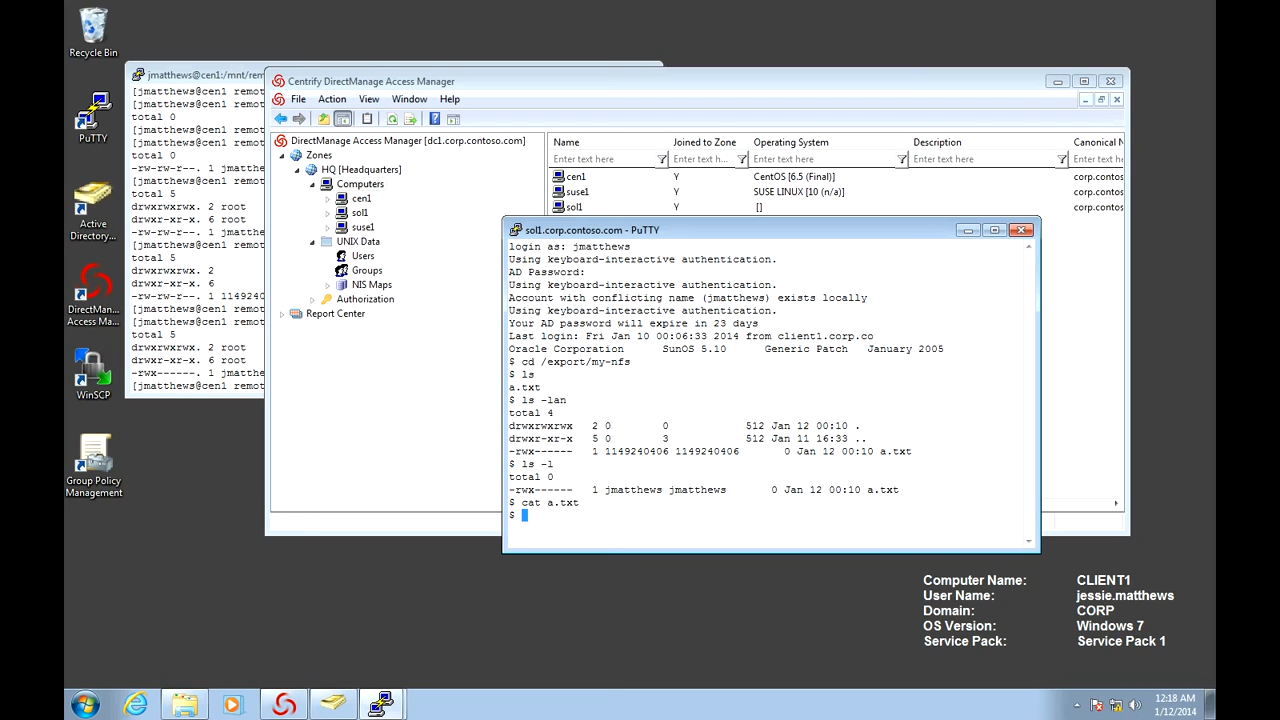 Recycle Bin
PuTTY
Active
Directory...
DirectMan...
Access Ma...
WinSCP
Group Policy
Management
jmatthews@cen1:/mnt/rem
[jmatthews@cen1 remot
[jmatthews@cen1 remot
total 0
[jmatthews@cen1 remot
[jmatthews@cen1 remot
total 0
-rw-rw-r--. 1 jmatthe
[jmatthews@cen1 remot
total 5
drwxrwxrwx. 2 root
drwxr-xr-x. 6 root
-rw-rw-r--. 1 jmatthe
[jmatthews@cen1 remot
total 5
drwxrwxrwx. 2
drwxr-xr-x. 6
-rw-rw-r--. 1 1149240
[jmatthews@cen1 remot
[jmatthews@cen1 remot
total 5
drwxrwxrwx. 2 root
drwxr-xr-x. 6 root
-rwx------. 1 jmatthe
[jmatthews@cen1 remot
Centrify DirectManage Access Manager
File Action View Window Help
DirectManage Access Manager [dc1.corp.contoso.com]
Zones
HQ [Headquarters]
Computers
cen1
sol1
suse1
UNIX Data
Users
Groups
NIS Maps
Authorization
Report Center
Name Joined to Zone Operating System Description Canonical N
Enter text here Enter text h... Enter text here Enter text here Enter text h
cen1 Y CentOS [6.5 (Final)] corp.contos
suse1 Y SUSE LINUX [10 (n/a)] corp.contos
sol1 Y [] corp.contos
sol1.corp.contoso.com - PuTTY
login as: jmatthews
Using keyboard-interactive authentication.
AD Password:
Using keyboard-interactive authentication.
Account with conflicting name (jmatthews) exists locally
Using keyboard-interactive authentication.
Your AD password will expire in 23 days
Last login: Fri Jan 10 00:06:33 2014 from client1.corp.co
Oracle Corporation SunOS 5.10 Generic Patch January 2005
$ cd /export/my-nfs
$ ls
a.txt
$ ls -lan
total 4
drwxrwxrwx 2 0 0 512 Jan 12 00:10 .
drwxr-xr-x 5 0 3 512 Jan 11 16:33 ..
-rwx------ 1 1149240406 1149240406 0 Jan 12 00:10 a.txt
$ ls -l
total 0
-rwx------ 1 jmatthews jmatthews 0 Jan 12 00:10 a.txt
$ cat a.txt
$
Computer Name: CLIENT1
User Name: jessie.matthews
Domain: CORP
OS Version: Windows 7
Service Pack: Service Pack 1
12:18 AM
1/12/2014